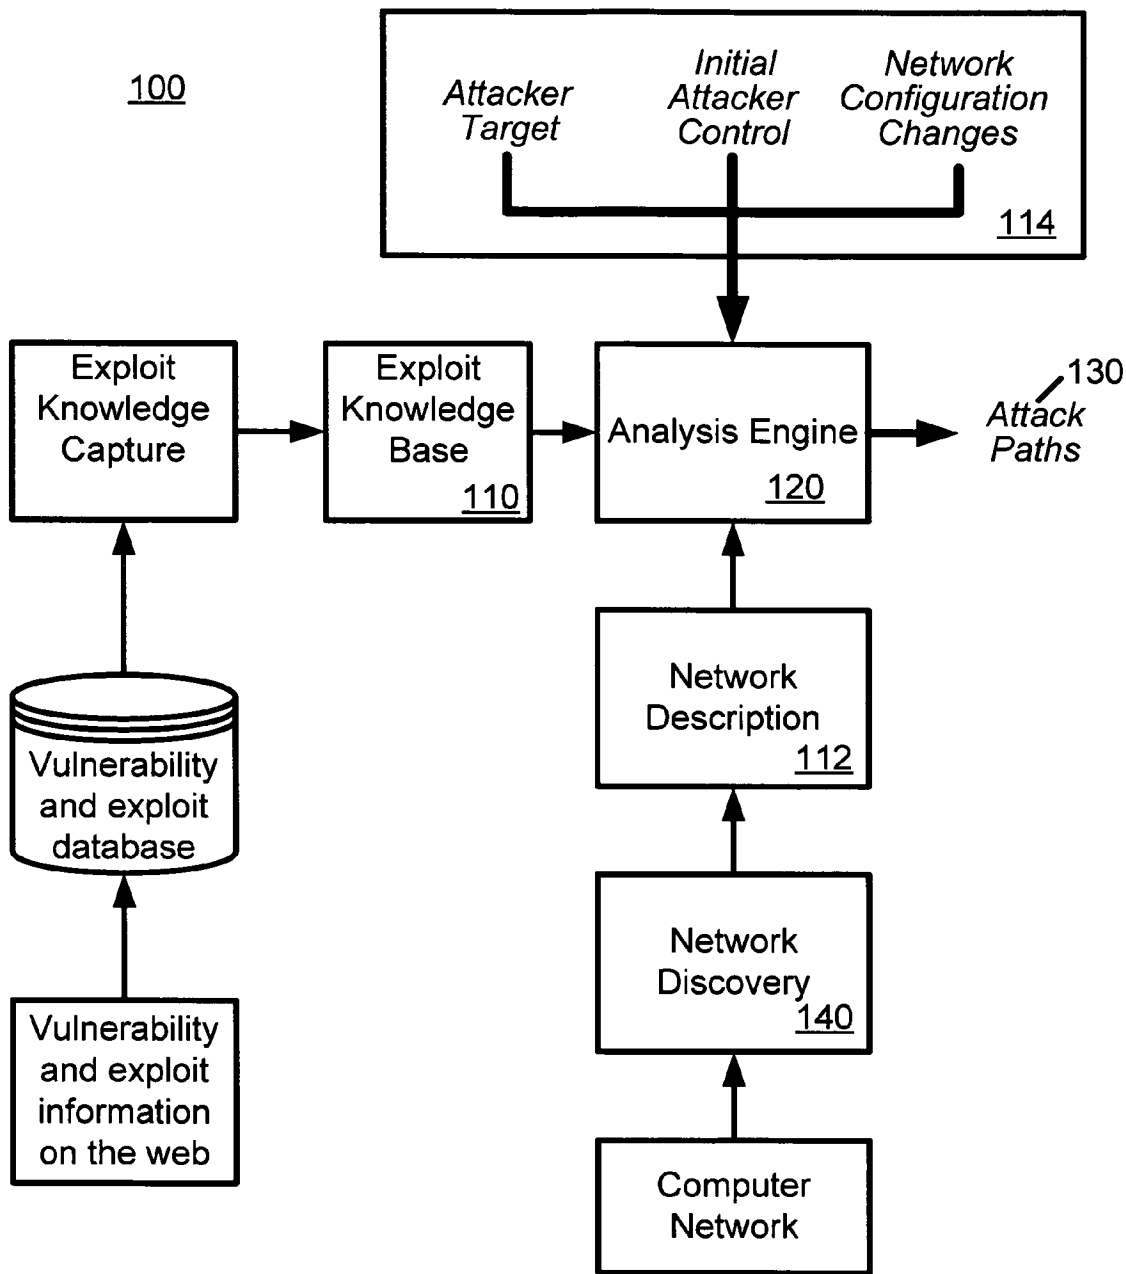 100
Attacker
Target
Initial
Attacker
Control
Network
Configuration
Changes
114
Exploit
Knowledge
Capture
Exploit
Knowledge
Base
110
Analysis Engine
120
130
Attack
Paths
Network
Description
112
Vulnerability
and exploit
database
Network
Discovery
140
Vulnerability
and exploit
information
on the web
Computer
Network